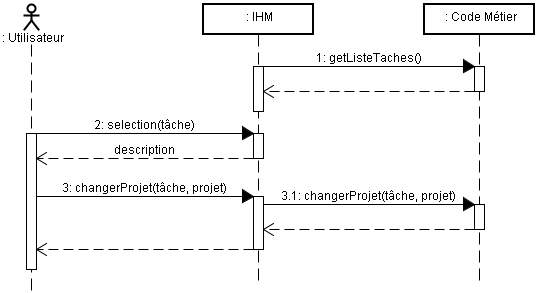 : Utilisateur
: IHM
: Code Métier
1: getListeTaches()
2: selection(tâche)
description
3: changerProjet(tâche, projet)
3.1: changerProjet(tâche, projet)